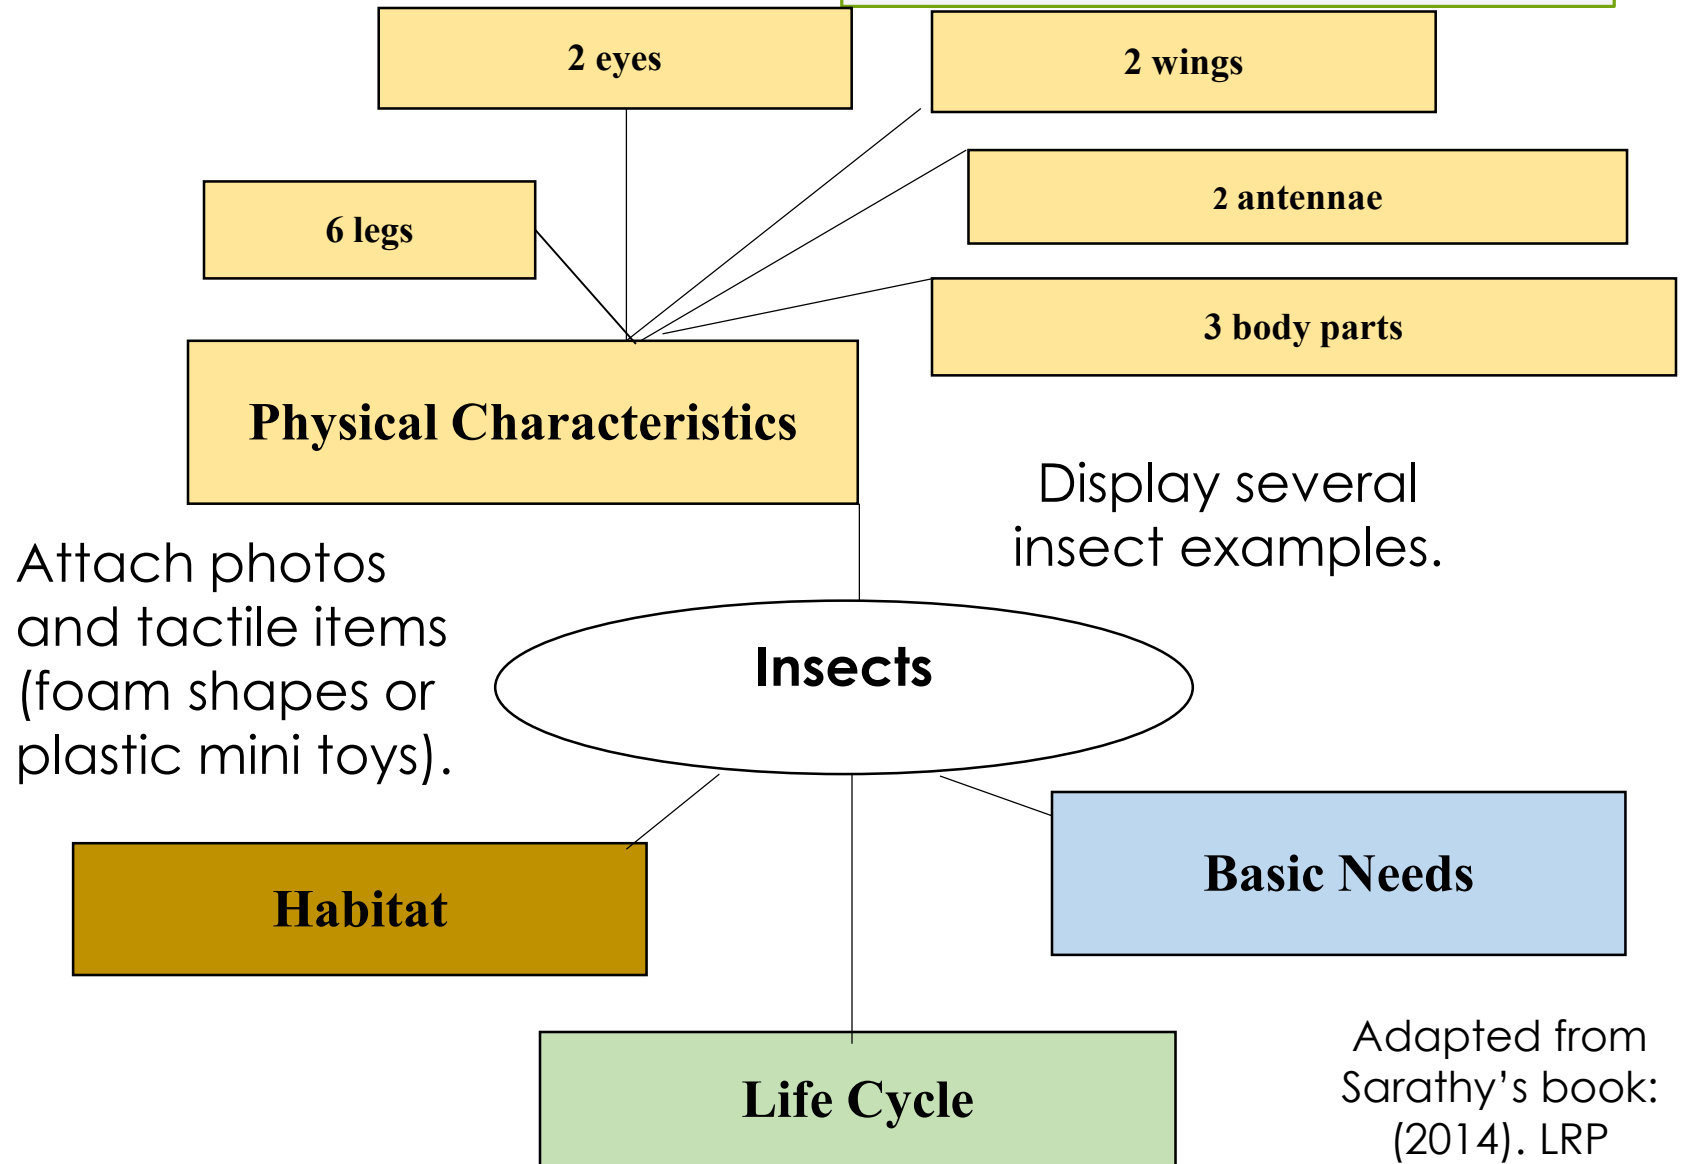 2 eyes
2 wings
2 antennae
6 legs
3 body parts
Physical Characteristics
Display several
insect examples.
Attach photos
and tactile items
(foam shapes or
plastic mini toys).
Insects
Basic Needs
Habitat
Life Cycle
Adapted from
Sarathy’s book:
(2014). LRP